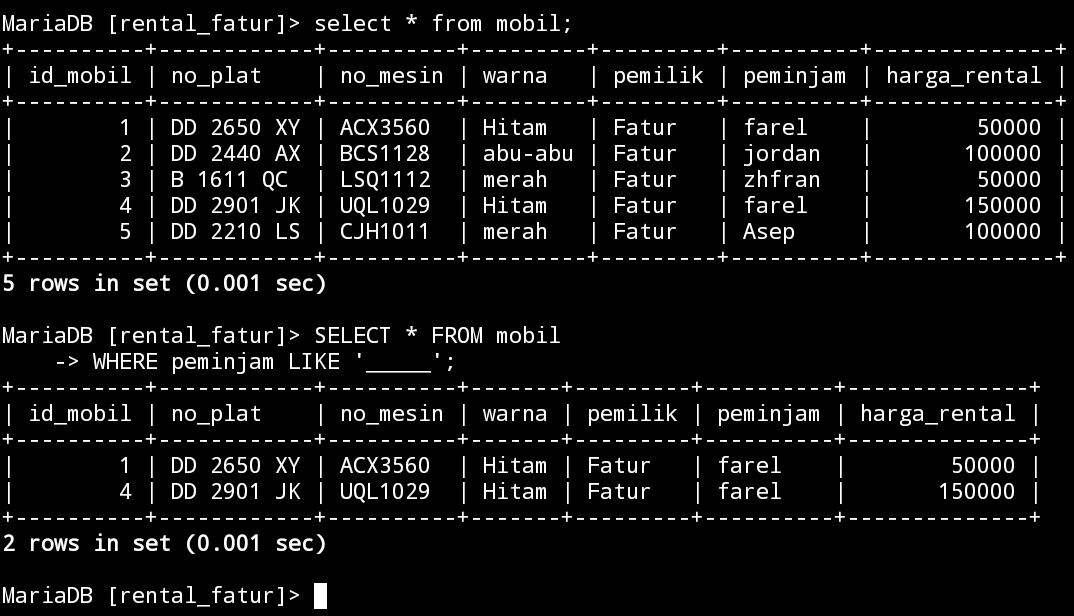 MariaDB [rental_fatur]> select * from mobil;
+----------+------------+----------+---------+---------+----------+--------------+
| id_mobil | no_plat    | no_mesin | warna   | pemilik | peminjam | harga_rental |
+----------+------------+----------+---------+---------+----------+--------------+
|        1 | DD 2650 XY | ACX3560  | Hitam   | Fatur   | farel    |        50000 |
|        2 | DD 2440 AX | BCS1128  | abu-abu | Fatur   | jordan   |       100000 |
|        3 | B 1611 QC  | LSQ1112  | merah   | Fatur   | zhfran   |        50000 |
|        4 | DD 2901 JK | UQL1029  | Hitam   | Fatur   | farel    |       150000 |
|        5 | DD 2210 LS | CJH1011  | merah   | Fatur   | Asep     |       100000 |
+----------+------------+----------+---------+---------+----------+--------------+
5 rows in set (0.001 sec)
MariaDB [rental_fatur]> SELECT * FROM mobil
    -> WHERE peminjam LIKE '_____';
+----------+------------+----------+-------+---------+----------+--------------+
| id_mobil | no_plat    | no_mesin | warna | pemilik | peminjam | harga_rental |
+----------+------------+----------+-------+---------+----------+--------------+
|        1 | DD 2650 XY | ACX3560  | Hitam | Fatur   | farel    |        50000 |
|        4 | DD 2901 JK | UQL1029  | Hitam | Fatur   | farel    |       150000 |
+----------+------------+----------+-------+---------+----------+--------------+
2 rows in set (0.001 sec)
MariaDB [rental_fatur]>